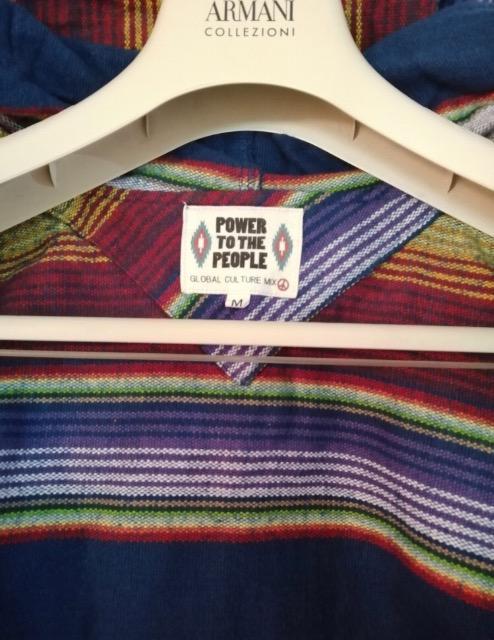 ARMANI
COLLEZIONI
POWER
TO THE
PEOPLE
GLOBAL CULTURE MIX
M